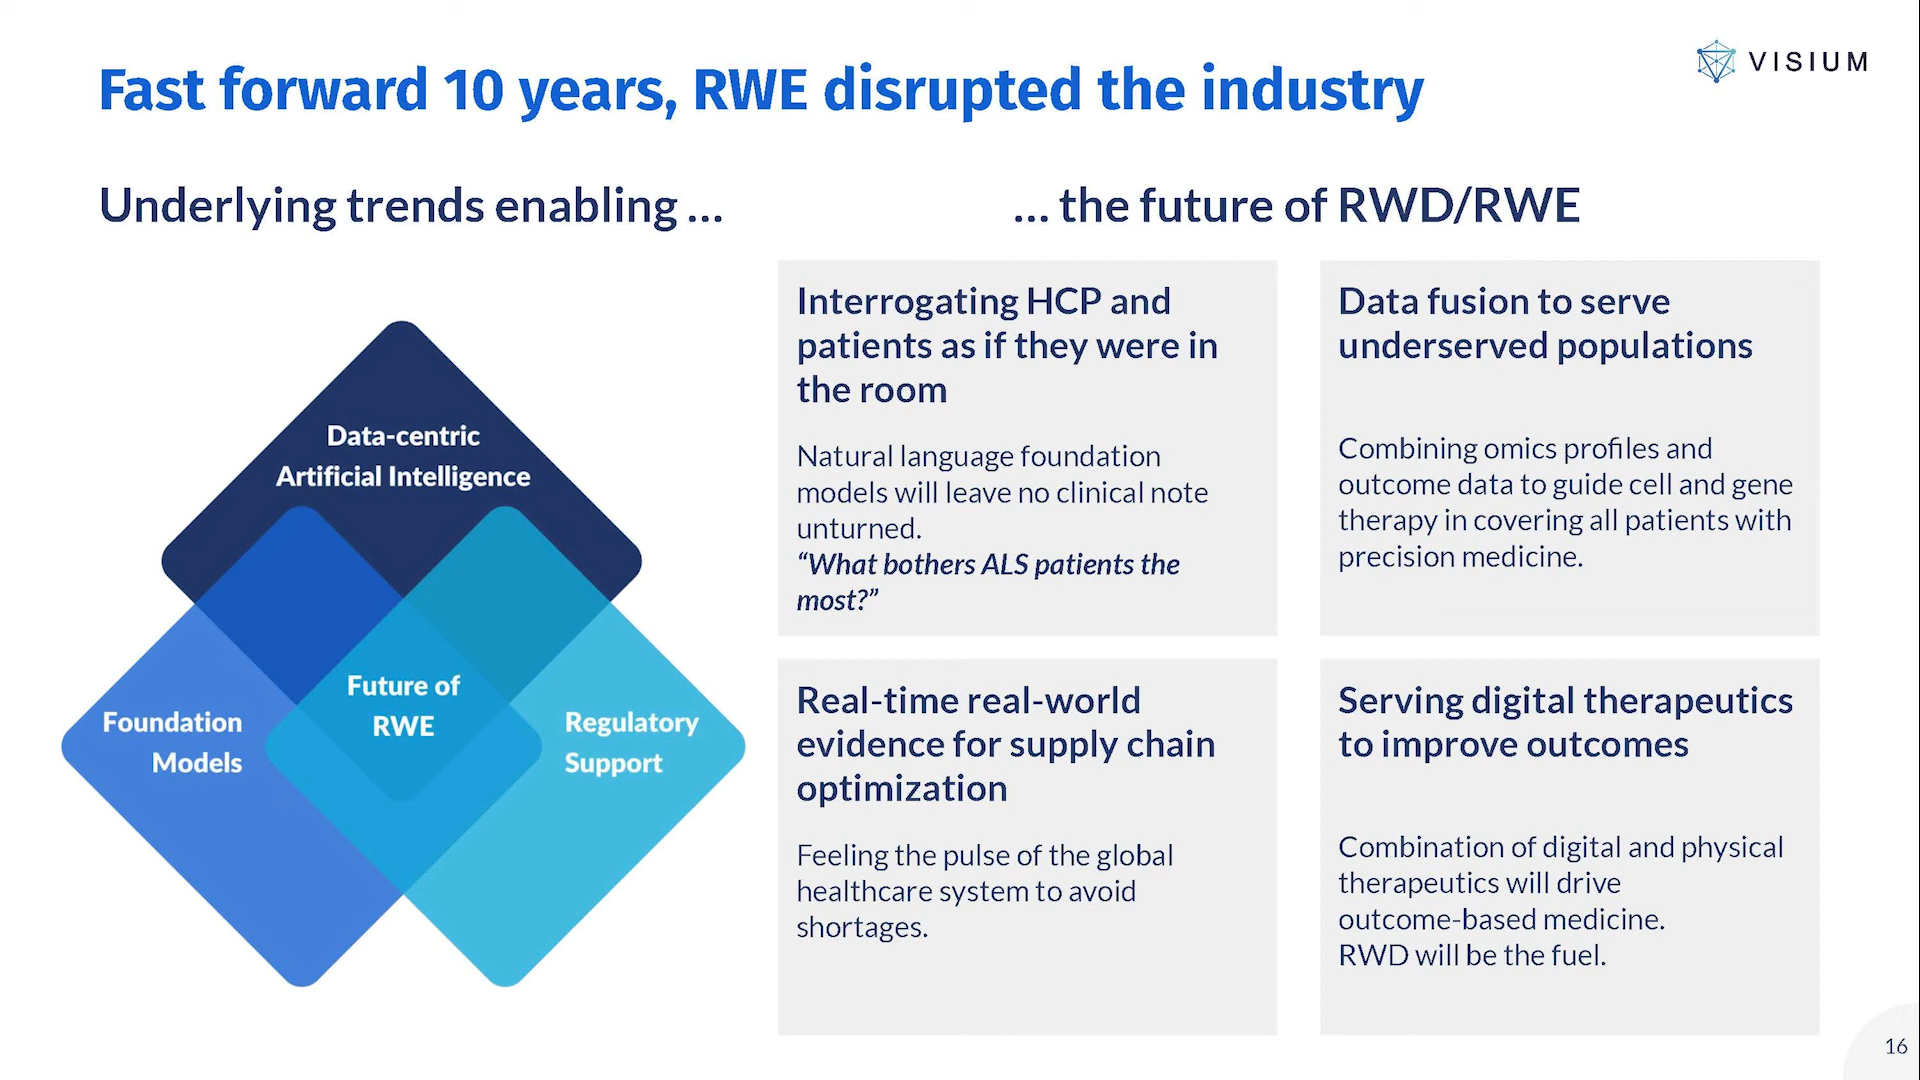 Fast forward 10 years, RWE disrupted the industry
VISIUM
Underlying trends enabling ...
... the future of RWD/RWE
Data-centric
Artificial Intelligence
Foundation
Models
Future of
RWE
Regulatory
Support
Interrogating HCP and
patients as if they were in
the room
Natural language foundation
models will leave no clinical note
unturned.
“What bothers ALS patients the
most?”
Data fusion to serve
underserved populations
Combining omics profiles and
outcome data to guide cell and gene
therapy in covering all patients with
precision medicine.
Real-time real-world
evidence for supply chain
optimization
Feeling the pulse of the global
healthcare system to avoid
shortages.
Serving digital therapeutics
to improve outcomes
Combination of digital and physical
therapeutics will drive
outcome-based medicine.
RWD will be the fuel.
16